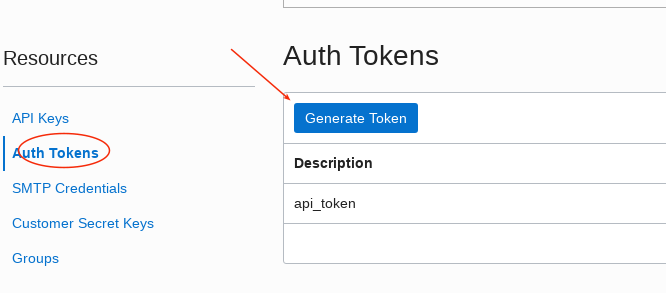 Resources
API Keys
Auth Tokens
SMTP Credentials
Customer Secret Keys
Groups
Auth Tokens
Generate Token
Description
api_token